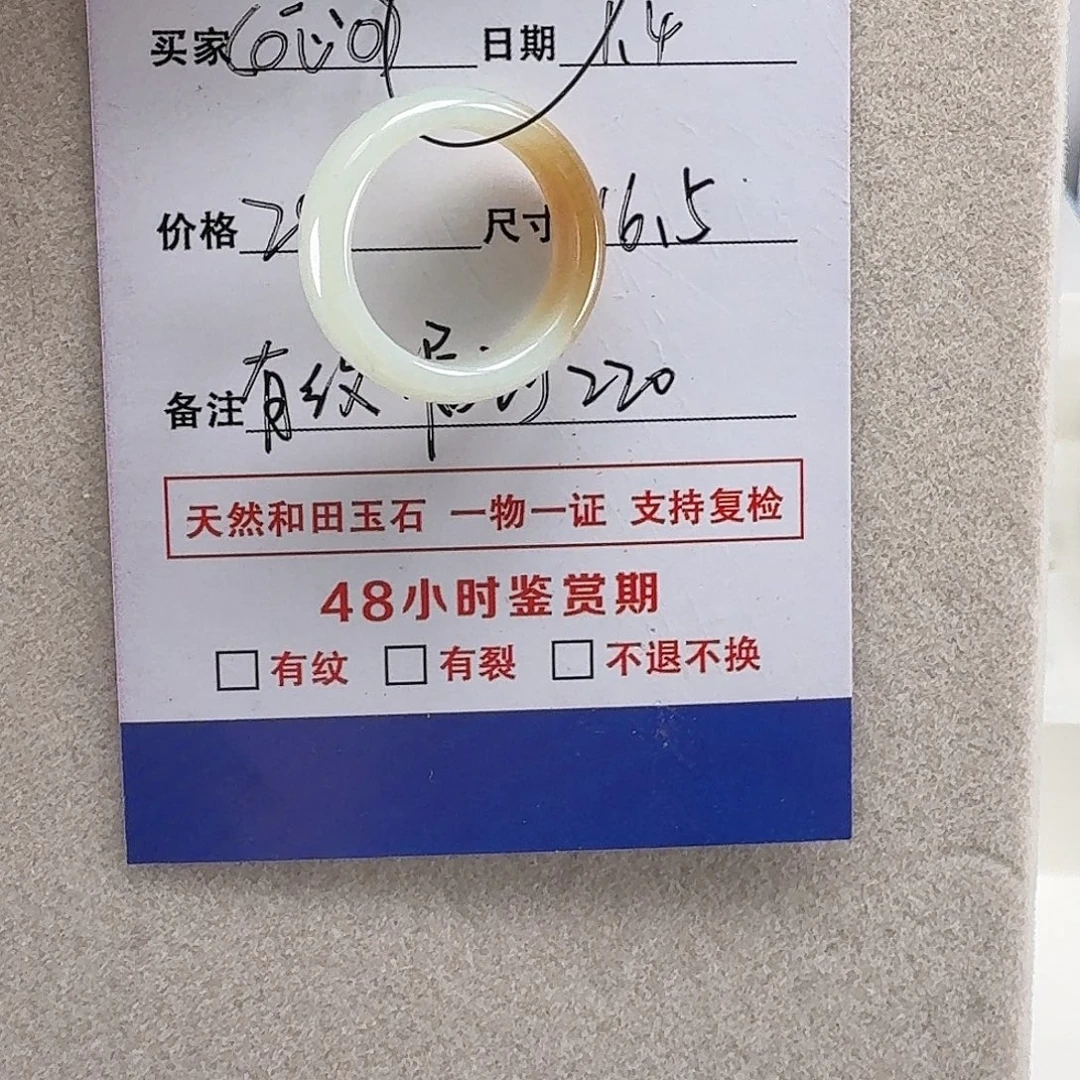 买家 日期 1.4
价格 尺寸 16.5
备注 有纹 220
天然和田玉石 一物一证 支持复检
48小时鉴赏期
□有纹 □有裂 □不退不换